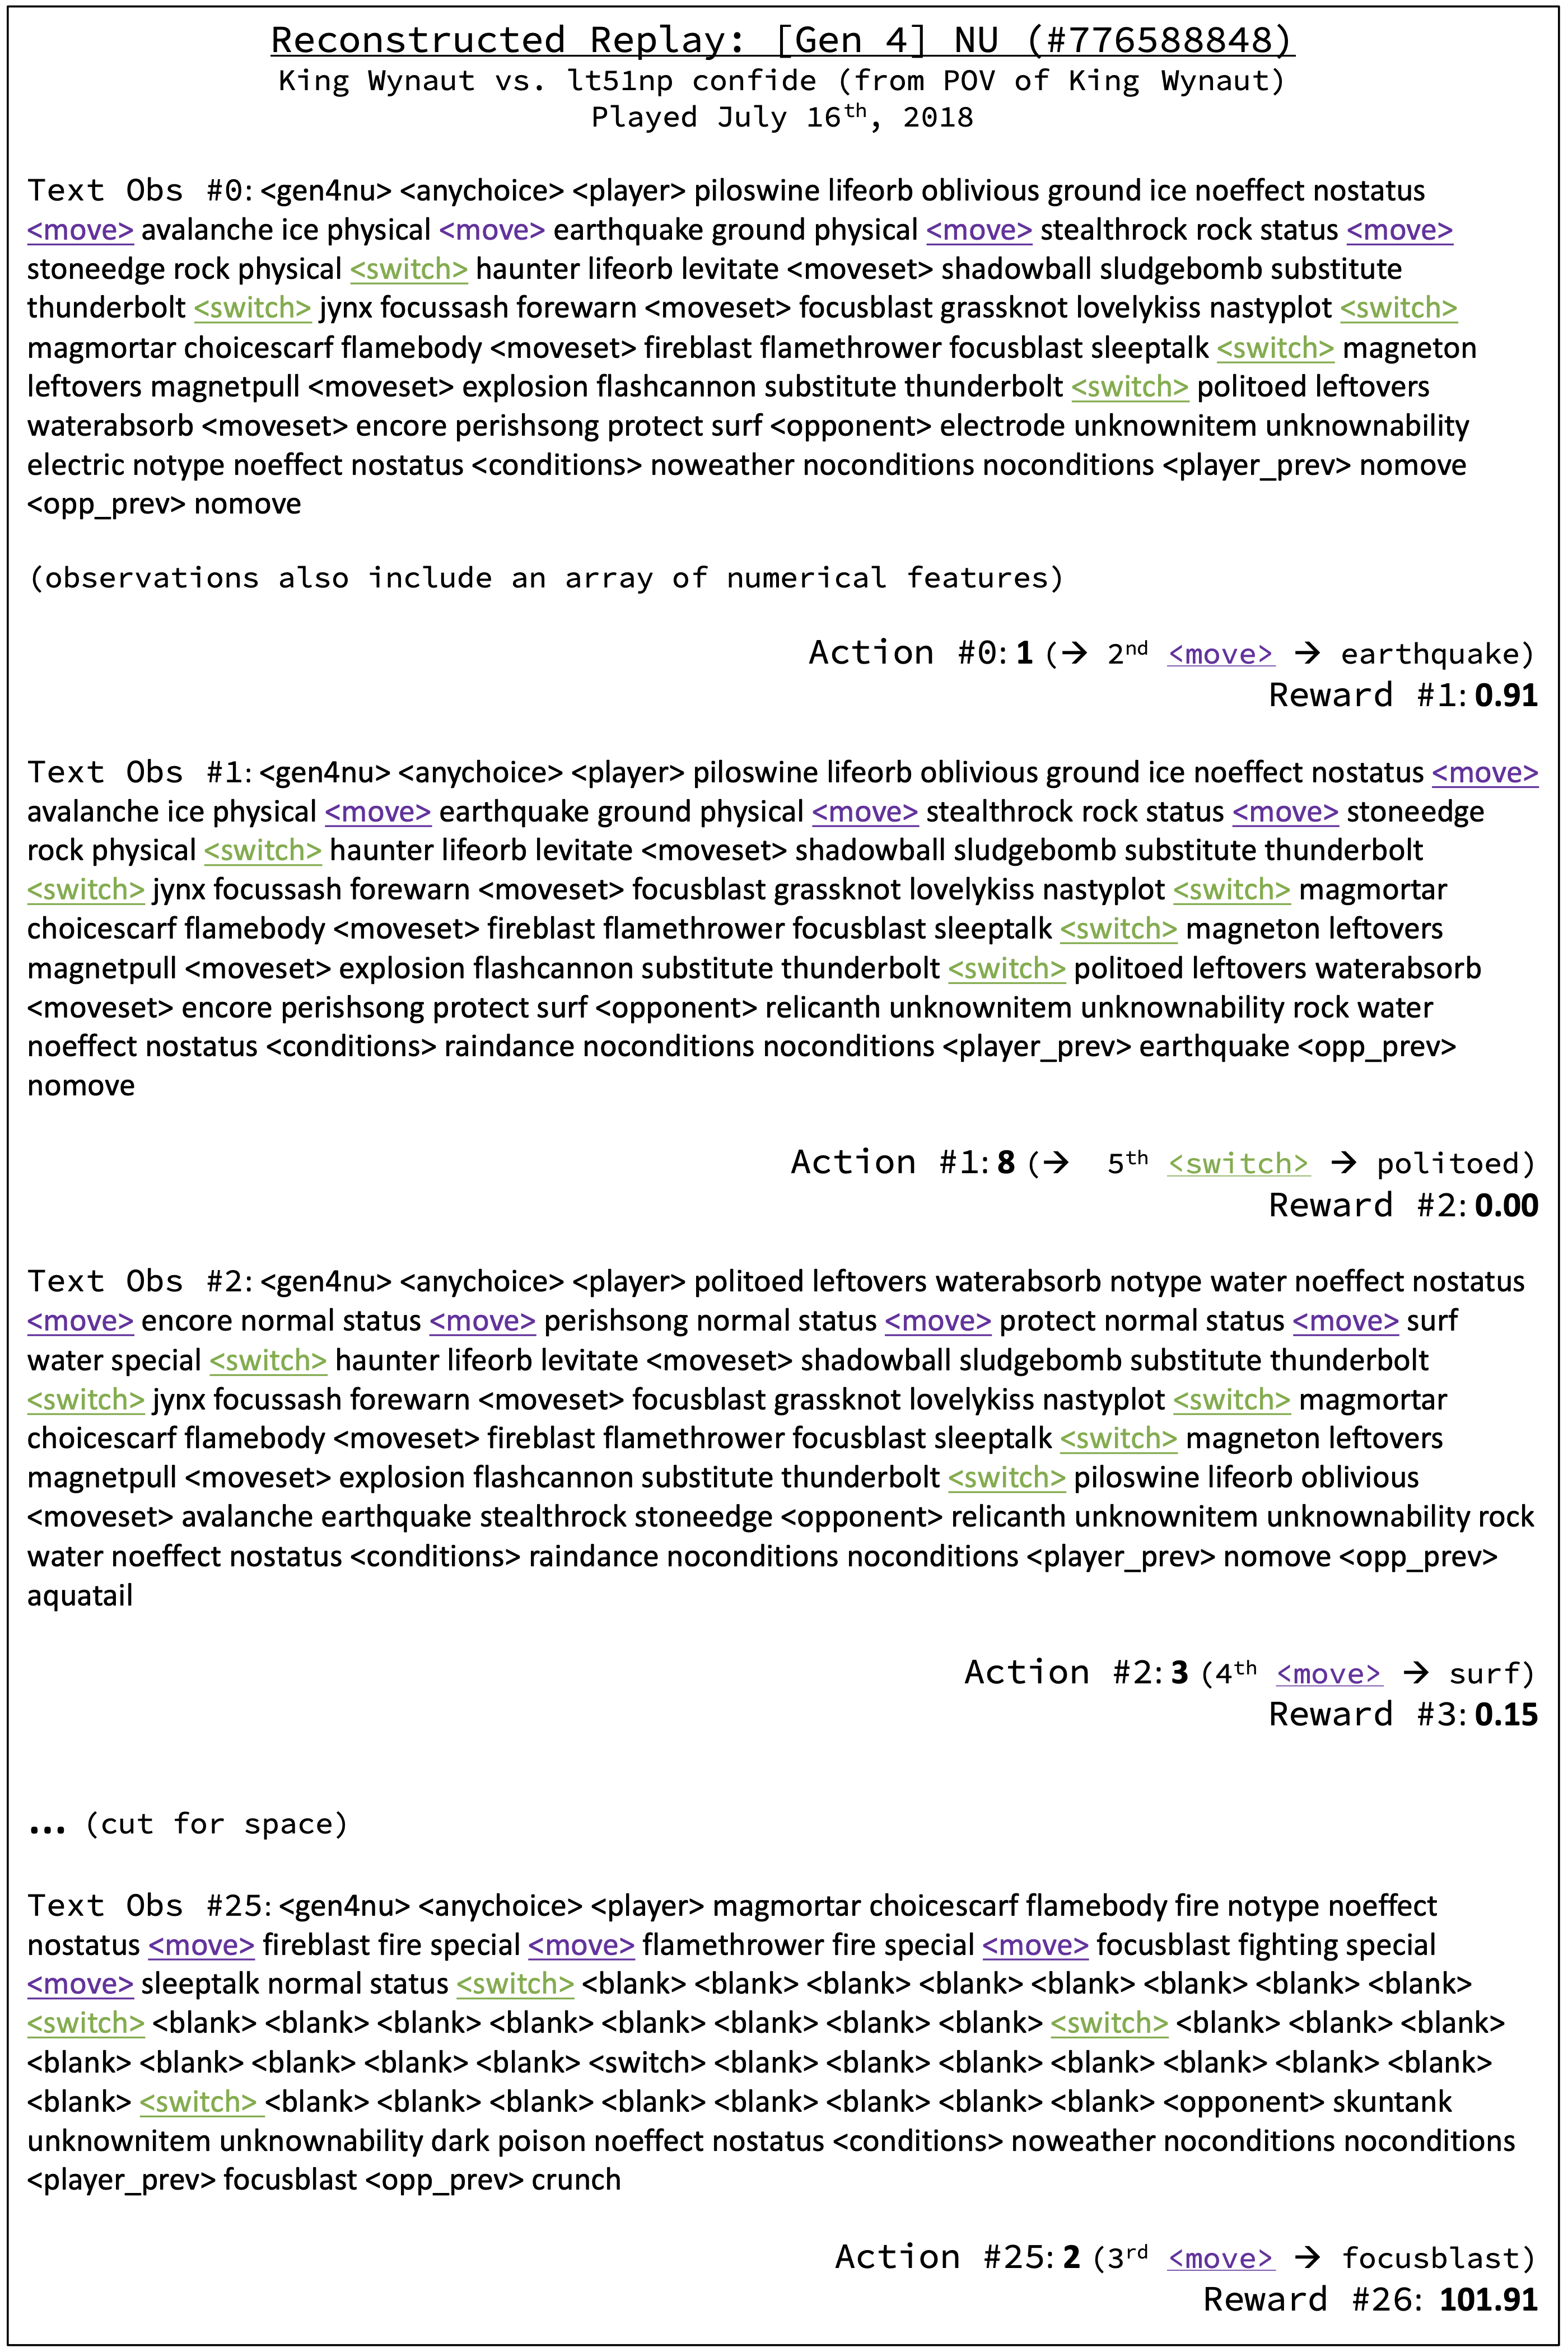 Reconstructed Replay: [Gen 4] NU (#776588848)
King Wynaut vs. lt51np confide (from POV of King Wynaut)
Played July 16th, 2018
Text Obs #0: <gen4nu> <anychoice> <player> piloswine lifeorb oblivious ground ice noeffect nostatus
<move> avalanche ice physical <move> earthquake ground physical <move> stealthrock rock status <move>
stoneedge rock physical <switch> haunter lifeorb levitate <moveset> shadowball sludgebomb substitute
thunderbolt <switch> jynx focussash forewarn <moveset> focusblast grassknot lovelykiss nastyplot <switch>
magmortar choicescarf flamebody <moveset> fireblast flamethrower focusblast sleeptalk <switch> magneton
leftovers magnetpull <moveset> explosion flashcannon substitute thunderbolt <switch> politoed leftovers
waterabsorb <moveset> encore perishsong protect surf <opponent> electrode unknownitem unknownability
electric notype noeffect nostatus <conditions> noweather noconditions noconditions <player_prev> nomove
<opp_prev> nomove
(observations also include an array of numerical features)
Action #0: 1 (→ 2nd <move> → earthquake)
Reward #1: 0.91
Text Obs #1: <gen4nu> <anychoice> <player> piloswine lifeorb oblivious ground ice noeffect nostatus <move>
avalanche ice physical <move> earthquake ground physical <move> stealthrock rock status <move> stoneedge
rock physical <switch> haunter lifeorb levitate <moveset> shadowball sludgebomb substitute thunderbolt
<switch> jynx focussash forewarn <moveset> focusblast grassknot lovelykiss nastyplot <switch> magmortar
choicescarf flamebody <moveset> fireblast flamethrower focusblast sleeptalk <switch> magneton leftovers
magnetpull <moveset> explosion flashcannon substitute thunderbolt <switch> politoed leftovers waterabsorb
<moveset> encore perishsong protect surf <opponent> relicanth unknownitem unknownability rock water
noeffect nostatus <conditions> raindance noconditions noconditions <player_prev> earthquake <opp_prev>
nomove
Action #1: 8 (→ 5th <switch> → politoed)
Reward #2: 0.00
Text Obs #2: <gen4nu> <anychoice> <player> politoed leftovers waterabsorb notype water noeffect nostatus
<move> encore normal status <move> perishsong normal status <move> protect normal status <move> surf
water special <switch> haunter lifeorb levitate <moveset> shadowball sludgebomb substitute thunderbolt
<switch> jynx focussash forewarn <moveset> focusblast grassknot lovelykiss nastyplot <switch> magmortar
choicescarf flamebody <moveset> fireblast flamethrower focusblast sleeptalk <switch> magneton leftovers
magnetpull <moveset> explosion flashcannon substitute thunderbolt <switch> piloswine lifeorb oblivious
<moveset> avalanche earthquake stealthrock stoneedge <opponent> relicanth unknownitem unknownability rock
water noeffect nostatus <conditions> raindance noconditions noconditions <player_prev> nomove <opp_prev>
aquatail
Action #2: 3 (4th <move> → surf)
Reward #3: 0.15
... (cut for space)
Text Obs #25: <gen4nu> <anychoice> <player> magmortar choicescarf flamebody fire notype noeffect
nostatus <move> fireblast fire special <move> flamethrower fire special <move> focusblast fighting special
<move> sleeptalk normal status <switch> <blank> <blank> <blank> <blank> <blank> <blank> <blank> <blank>
<switch> <blank> <blank> <blank> <blank> <blank> <blank> <blank> <blank> <switch> <blank> <blank> <blank>
<blank> <blank> <blank> <blank> <blank> <switch> <blank> <blank> <blank> <blank> <blank> <blank> <blank>
<blank> <switch> <blank> <blank> <blank> <blank> <blank> <blank> <blank> <blank> <opponent> skuntank
unknownitem unknownability dark poison noeffect nostatus <conditions> noweather noconditions noconditions
<player_prev> focusblast <opp_prev> crunch
Action #25: 2 (3rd <move> → focusblast)
Reward #26: 101.91